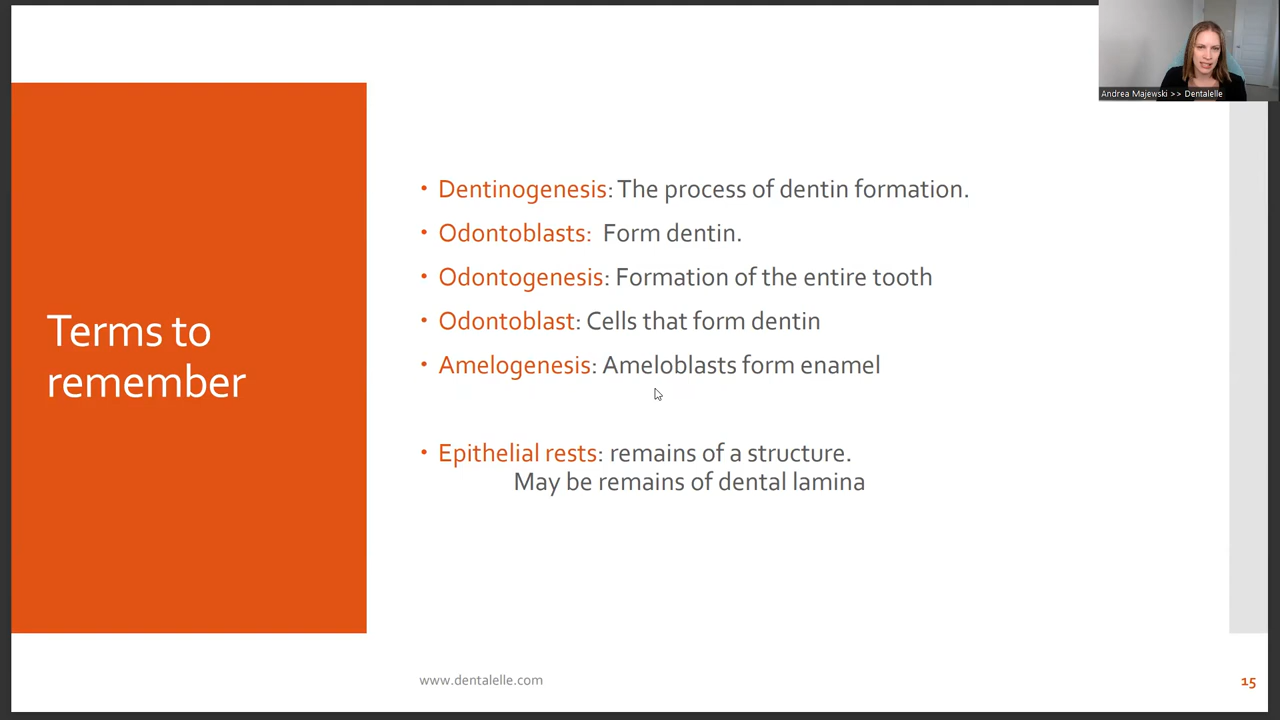 Andrea Majewski >> Dentalelle
Terms to
remember
• Dentinogenesis: The process of dentin formation.
• Odontoblasts: Form dentin.
• Odontogenesis: Formation of the entire tooth
• Odontoblast: Cells that form dentin
• Amelogenesis: Ameloblasts form enamel
• Epithelial rests: remains of a structure.
May be remains of dental lamina
www.dentalelle.com
15